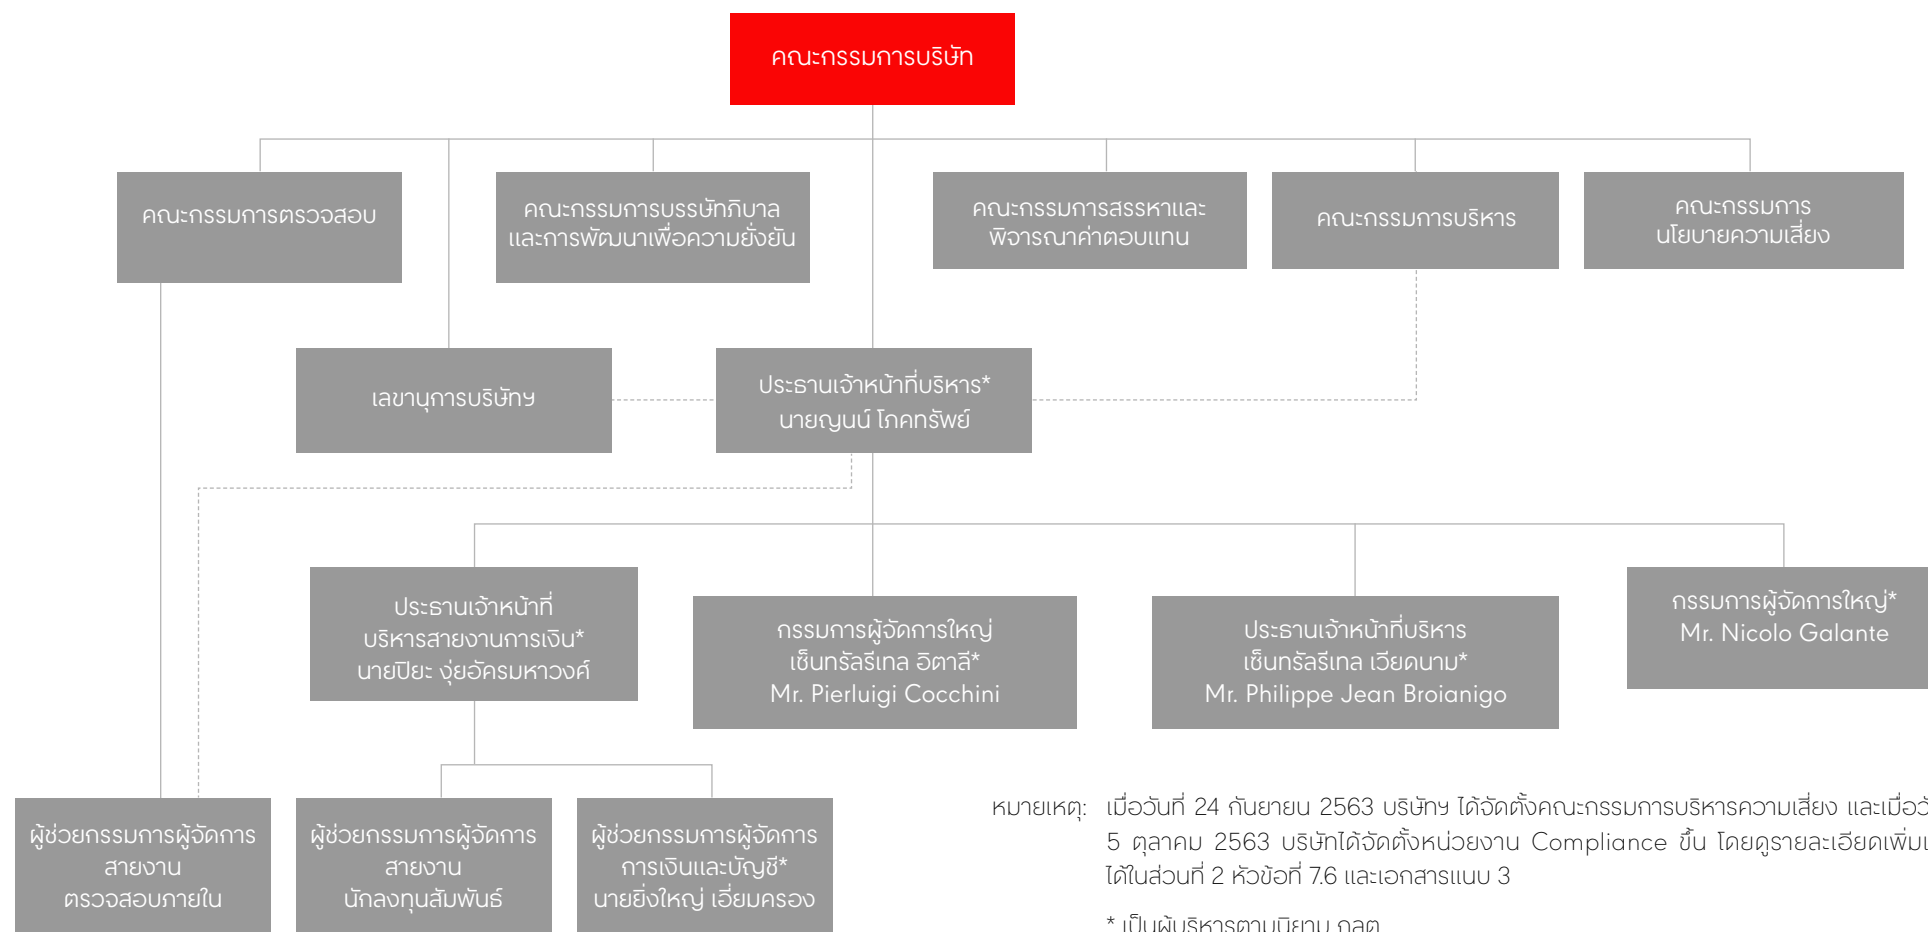 คณะกรรมการบริษัท
คณะกรรมการตรวจสอบ
คณะกรรมการบรรษัทภิบาล
และการพัฒนาเพื่อความยั่งยืน
คณะกรรมการสรรหาและ
พิจารณาค่าตอบแทน
คณะกรรมการบริหาร
คณะกรรมการ
นโยบายความเสี่ยง
เลขานุการบริษัทฯ
ประธานเจ้าหน้าที่บริหาร*
นายญนน์ โภคทรัพย์
ประธานเจ้าหน้าที่
บริหารสายงานการเงิน*
นายปิยะ งุ่ยอัครมหาวงศ์
กรรมการผู้จัดการใหญ่
เซ็นทรัลรีเทล อิตาลี*
Mr. Pierluigi Cocchini
ประธานเจ้าหน้าที่บริหาร
เซ็นทรัลรีเทล เวียดนาม*
Mr. Philippe Jean Broianigo
กรรมการผู้จัดการใหญ่*
Mr. Nicolo Galante
ผู้ช่วยกรรมการผู้จัดการ
สายงาน
ตรวจสอบภายใน
ผู้ช่วยกรรมการผู้จัดการ
สายงาน
นักลงทุนสัมพันธ์
ผู้ช่วยกรรมการผู้จัดการ
การเงินและบัญชี*
นายยิ่งใหญ่ เอี่ยมครอง
หมายเหตุ: เมื่อวันที่ 24 กันยายน 2563 บริษัทฯ ได้จัดตั้งคณะกรรมการบริหารความเสี่ยง และเมื่อ
5 ตุลาคม 2563 บริษัทได้จัดตั้งหน่วยงาน Compliance ขึ้น โดยดูรายละเอียด
ได้ในส่วนที่ 2 หัวข้อที่ 7.6 และเอกสารแนบ 3
* เป็นผู้บริหารตามนิยาม กลต